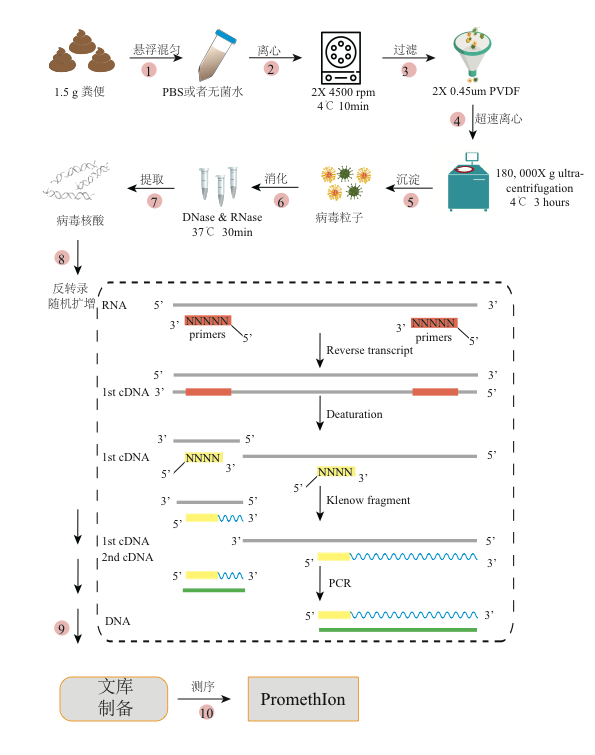 悬浮混匀
1
1.5 g 粪便
PBS或者无菌水
离心
2
2X 4500 rpm
4℃ 10min
过滤
3
2X 0.45um PVDF
4
超速离心
180, 000X g ultra-
centrifugation
4℃ 3 hours
沉淀
5
病毒粒子
消化
6
DNase & RNase
37℃ 30min
提取
7
病毒核酸
8
反转录
随机扩增
RNA
5’
3’
3’
NNNNN
5’
primers
3’
NNNNN
5’
primers
Reverse transcript
5’
3’
1st cDNA
3’
5’
Deaturation
3’
5’
1st cDNA
NNNN
3’
5’
5’
NNNN
3’
5’
Klenow fragment
3’
5’
5’
3’
1st cDNA
3’
5’
2nd cDNA
5’
3’
5’
3’
PCR
9
DNA
5’
3’
文库
制备
测序
10
PromethIon